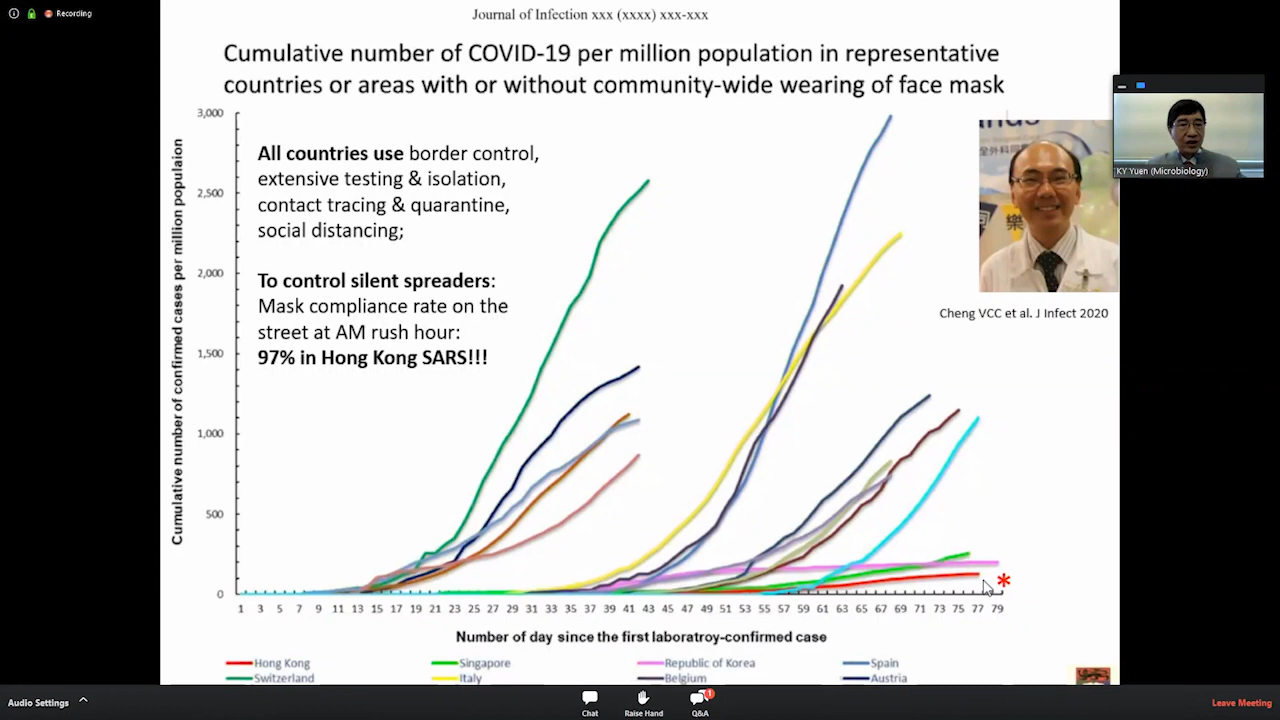 Recording
Journal of Infection xxx (xxxx) xxx-xxx
Cumulative number of COVID-19 per million population in representative
countries or areas with or without community-wide wearing of face mask
Cumulative number of confirmed cases per million populaion
3,000
2,500
2,000
1,500
1,000
500
0
All countries use border control,
extensive testing & isolation,
contact tracing & quarantine,
social distancing;
To control silent spreaders:
Mask compliance rate on the
street at AM rush hour:
97% in Hong Kong SARS!!!
KY Yuen (Microbiology)
Cheng VCC et al. J Infect 2020
*
1 3 5 7 9 11 13 15 17 19 21 23 25 27 29 31 33 35 37 39 41 43 45 47 49 51 53 55 57 59 61 63 65 67 69 71 73 75 77 79
Number of day since the first laboratroy-confirmed case
Hong Kong Singapore Republic of Korea Spain
Switzerland Italy Belgium Austria
Audio Settings
Chat
Raise Hand
1
Q&A
Leave Meeting